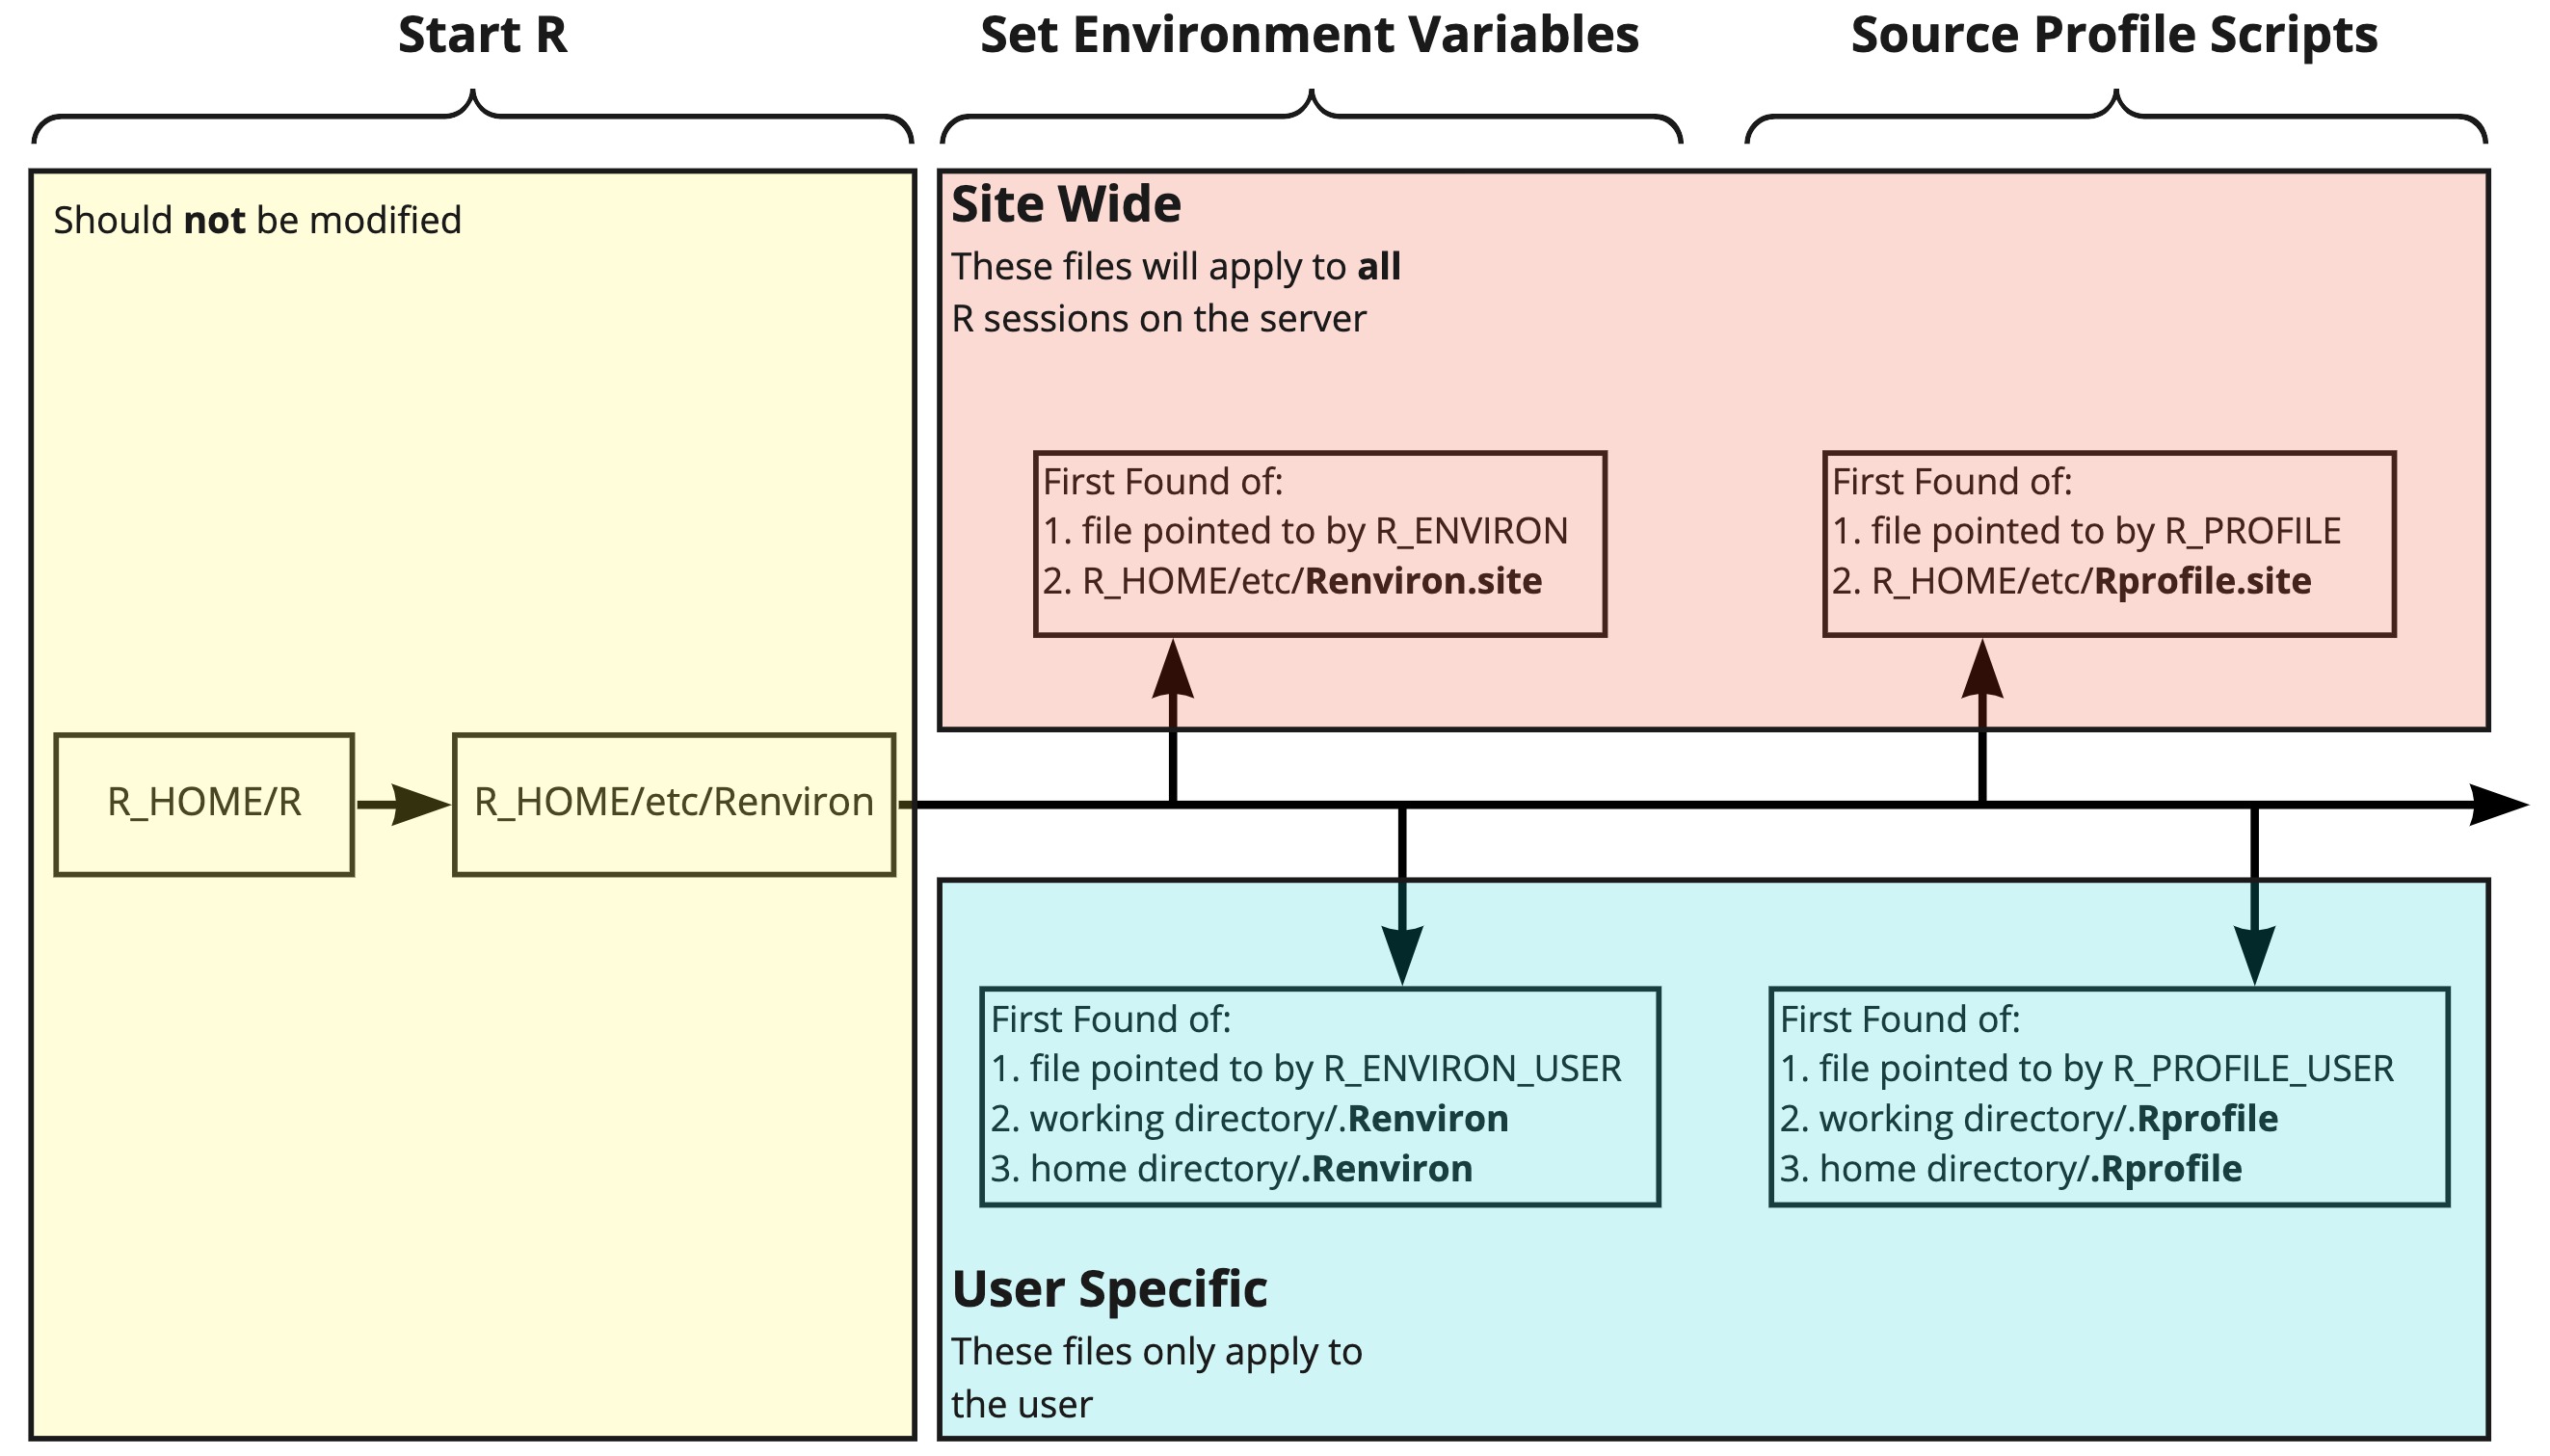 Start R
Set Environment Variables
Source Profile Scripts
Should not be modified
R_HOME/R
R_HOME/etc/Renviron
Site Wide
These files will apply to all
R sessions on the server
First Found of:
1. file pointed to by R_ENVIRON
2. R_HOME/etc/Renviron.site
First Found of:
1. file pointed to by R_PROFILE
2. R_HOME/etc/Rprofile.site
First Found of:
1. file pointed to by R_ENVIRON_USER
2. working directory/.Renviron
3. home directory/.Renviron
First Found of:
1. file pointed to by R_PROFILE_USER
2. working directory/.Rprofile
3. home directory/.Rprofile
User Specific
These files only apply to
the user